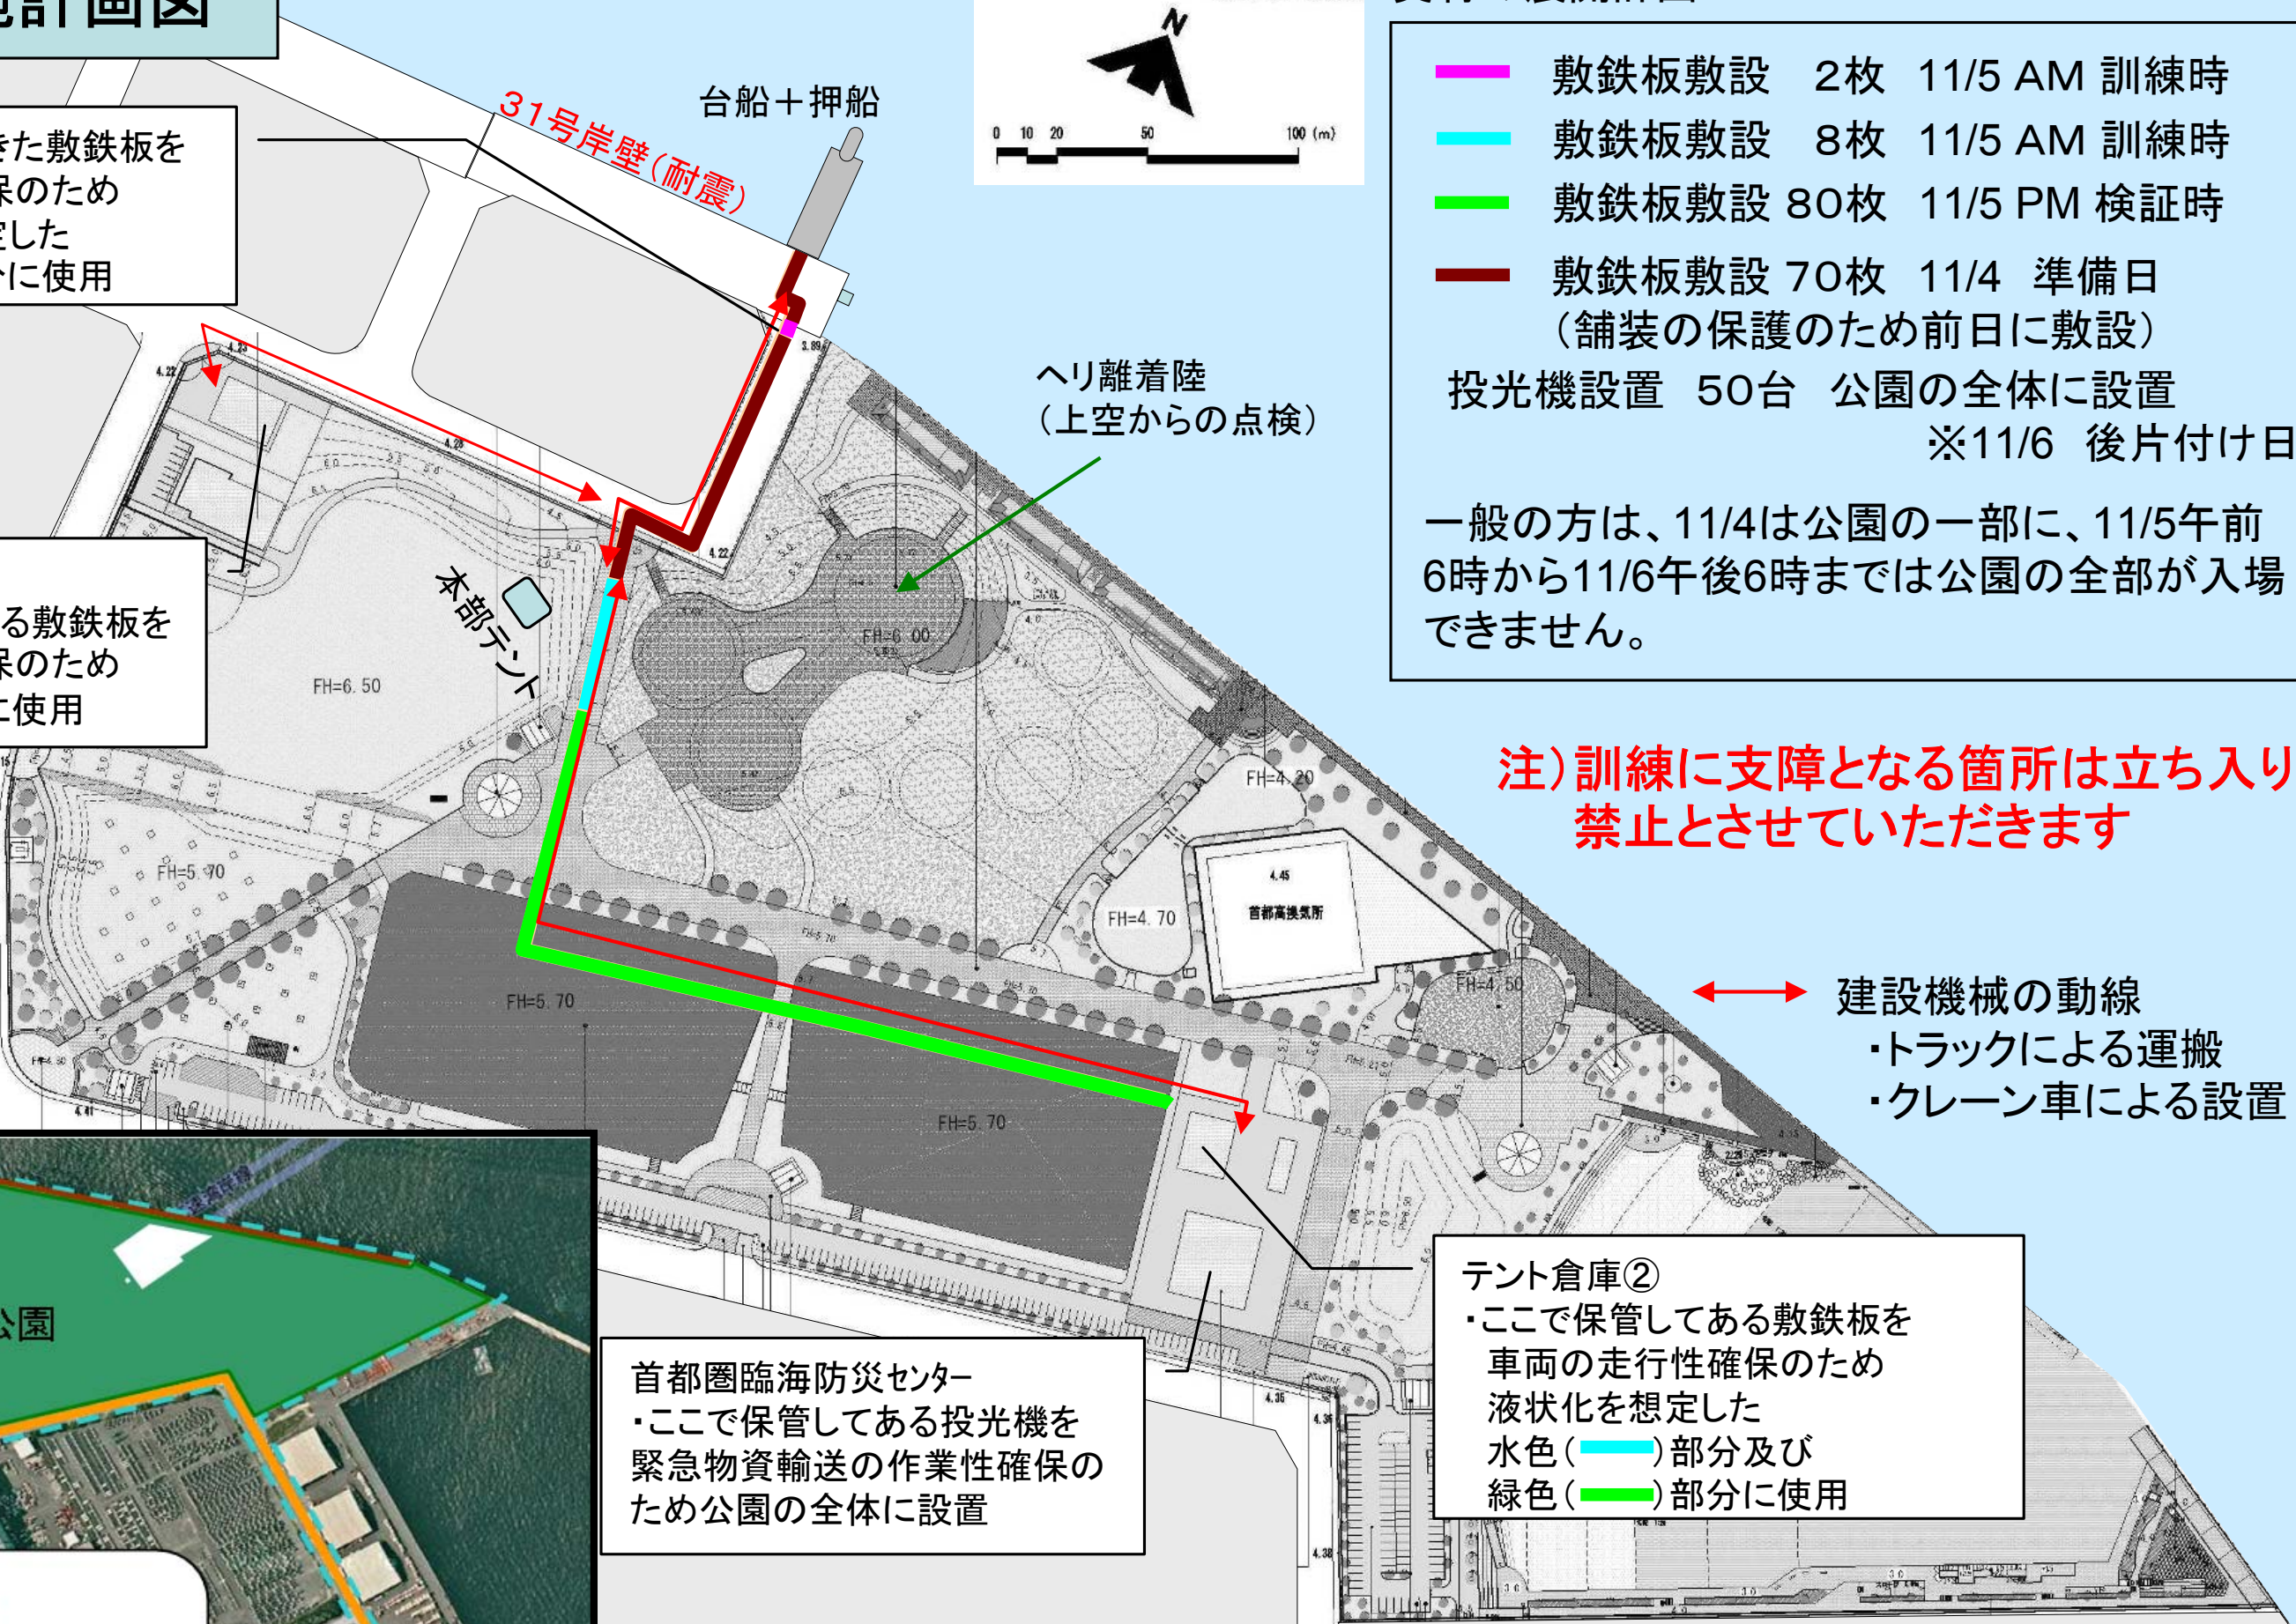 計画図
きた敷鉄板を
保のため
定した
に使用
31号岸壁(耐震)
台船＋押船
N
0 10 20 50 100 (m)
敷鉄板敷設 2枚 11/5 AM 訓練時
敷鉄板敷設 8枚 11/5 AM 訓練時
敷鉄板敷設 80枚 11/5 PM 検証時
敷鉄板敷設 70枚 11/4 準備日
(舗装の保護のため前日に敷設)
投光機設置 50台 公園の全体に設置
※11/6 後片付け日
一般の方は、11/4は公園の一部に、11/5午前
6時から11/6午後6時までは公園の全部が入場
できません。
ヘリ離着陸
(上空からの点検)
4.23
4.22
4.28
3.89
4.22
る敷鉄板を
保のため
に使用
本部テント
FH=6.50
FH=6.00
FH=4.20
注)訓練に支障となる箇所は立ち入り
禁止とさせていただきます
FH=5.70
4.45
首都高換気所
FH=4.70
FH=4.50
FH=5.70
FH=5.70
4.41
建設機械の動線
・トラックによる運搬
・クレーン車による設置
公園
首都圏臨海防災センター
・ここで保管してある投光機を
緊急物資輸送の作業性確保の
ため公園の全体に設置
テント倉庫②
・ここで保管してある敷鉄板を
車両の走行性確保のため
液状化を想定した
水色( )部分及び
緑色( )部分に使用
4.35
4.38